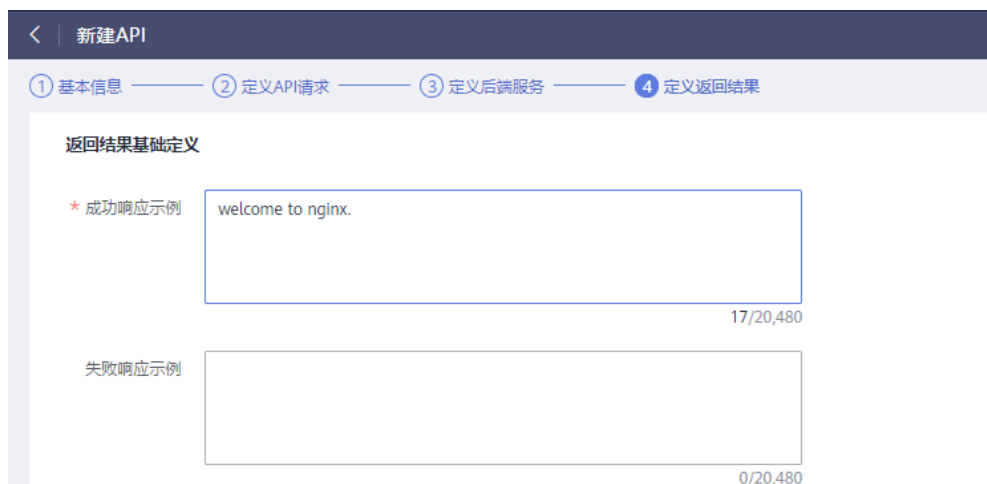 新建API
1 基本信息 2 定义API请求 3 定义后端服务 4 定义返回结果
返回结果基础定义
* 成功响应示例 welcome to nginx.
17/20,480
失败响应示例
0/20,480